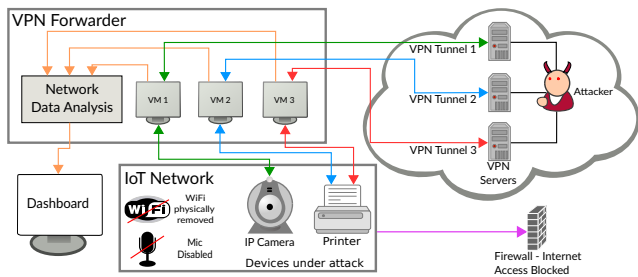 VPN Forwarder
Network
Data Analysis
VM 1
VM 2
VM 3
VPN Tunnel 1
VPN Tunnel 2
VPN Tunnel 3
Attacker
VPN
Servers
Dashboard
IoT Network
WiFi
WiFi
physically
removed
Mic
Disabled
IP Camera
Printer
Devices under attack
Firewall - Internet
Access Blocked